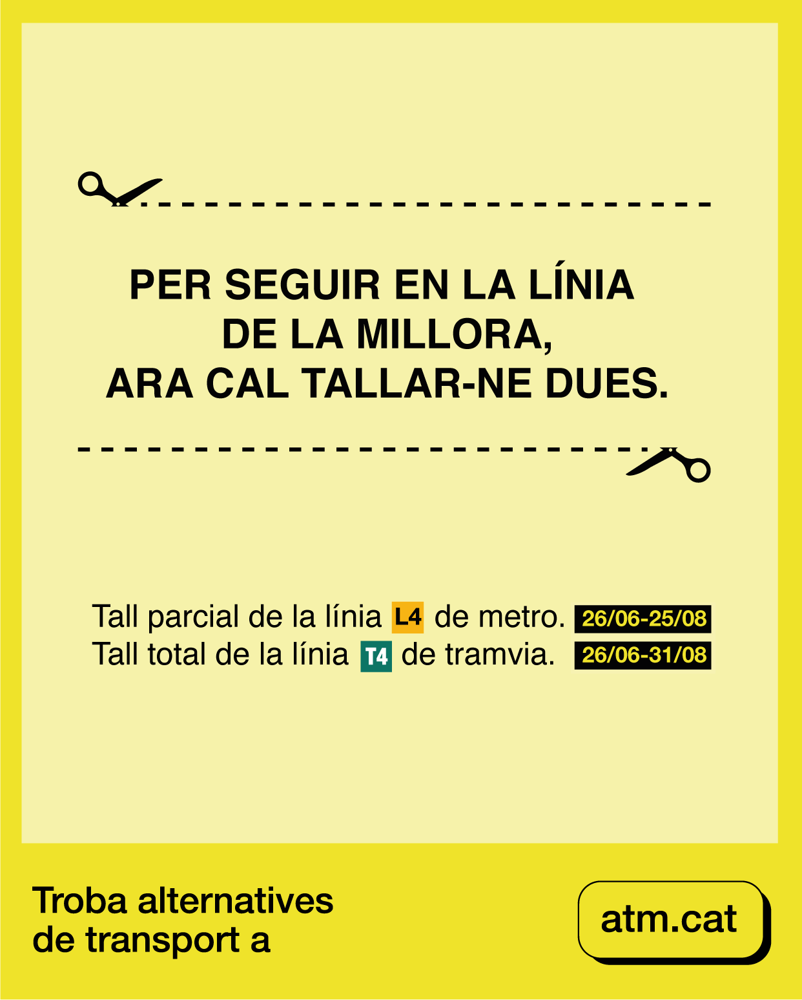 PER SEGUIR EN LA LÍNIA
DE LA MILLORA,
ARA CAL TALLAR-NE DUES.
Tall parcial de la línia L4 de metro. 26/06-25/08
Tall total de la línia T4 de tramvia. 26/06-31/08
Troba alternatives
de transport a
atm.cat